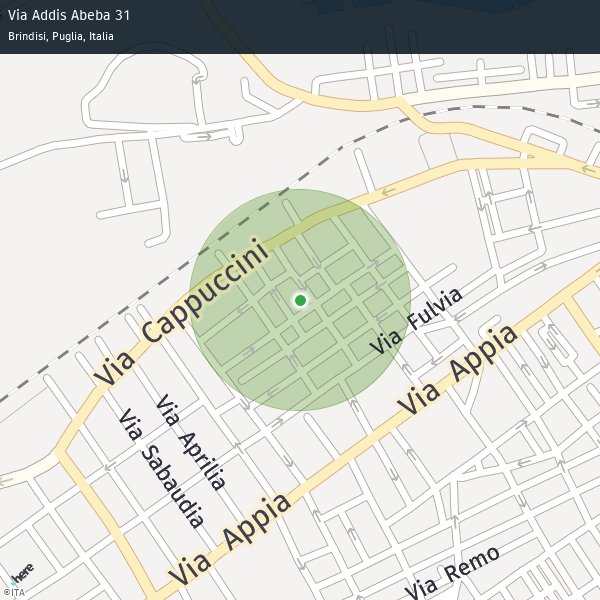 Via Addis Abeba 31
Brindisi, Puglia, Italia
Via Cappuccini
Via Fulvia
Via Appia
Via Aprilia
Via Sabaudia
Via Appia
Via Remo
here
©ITA